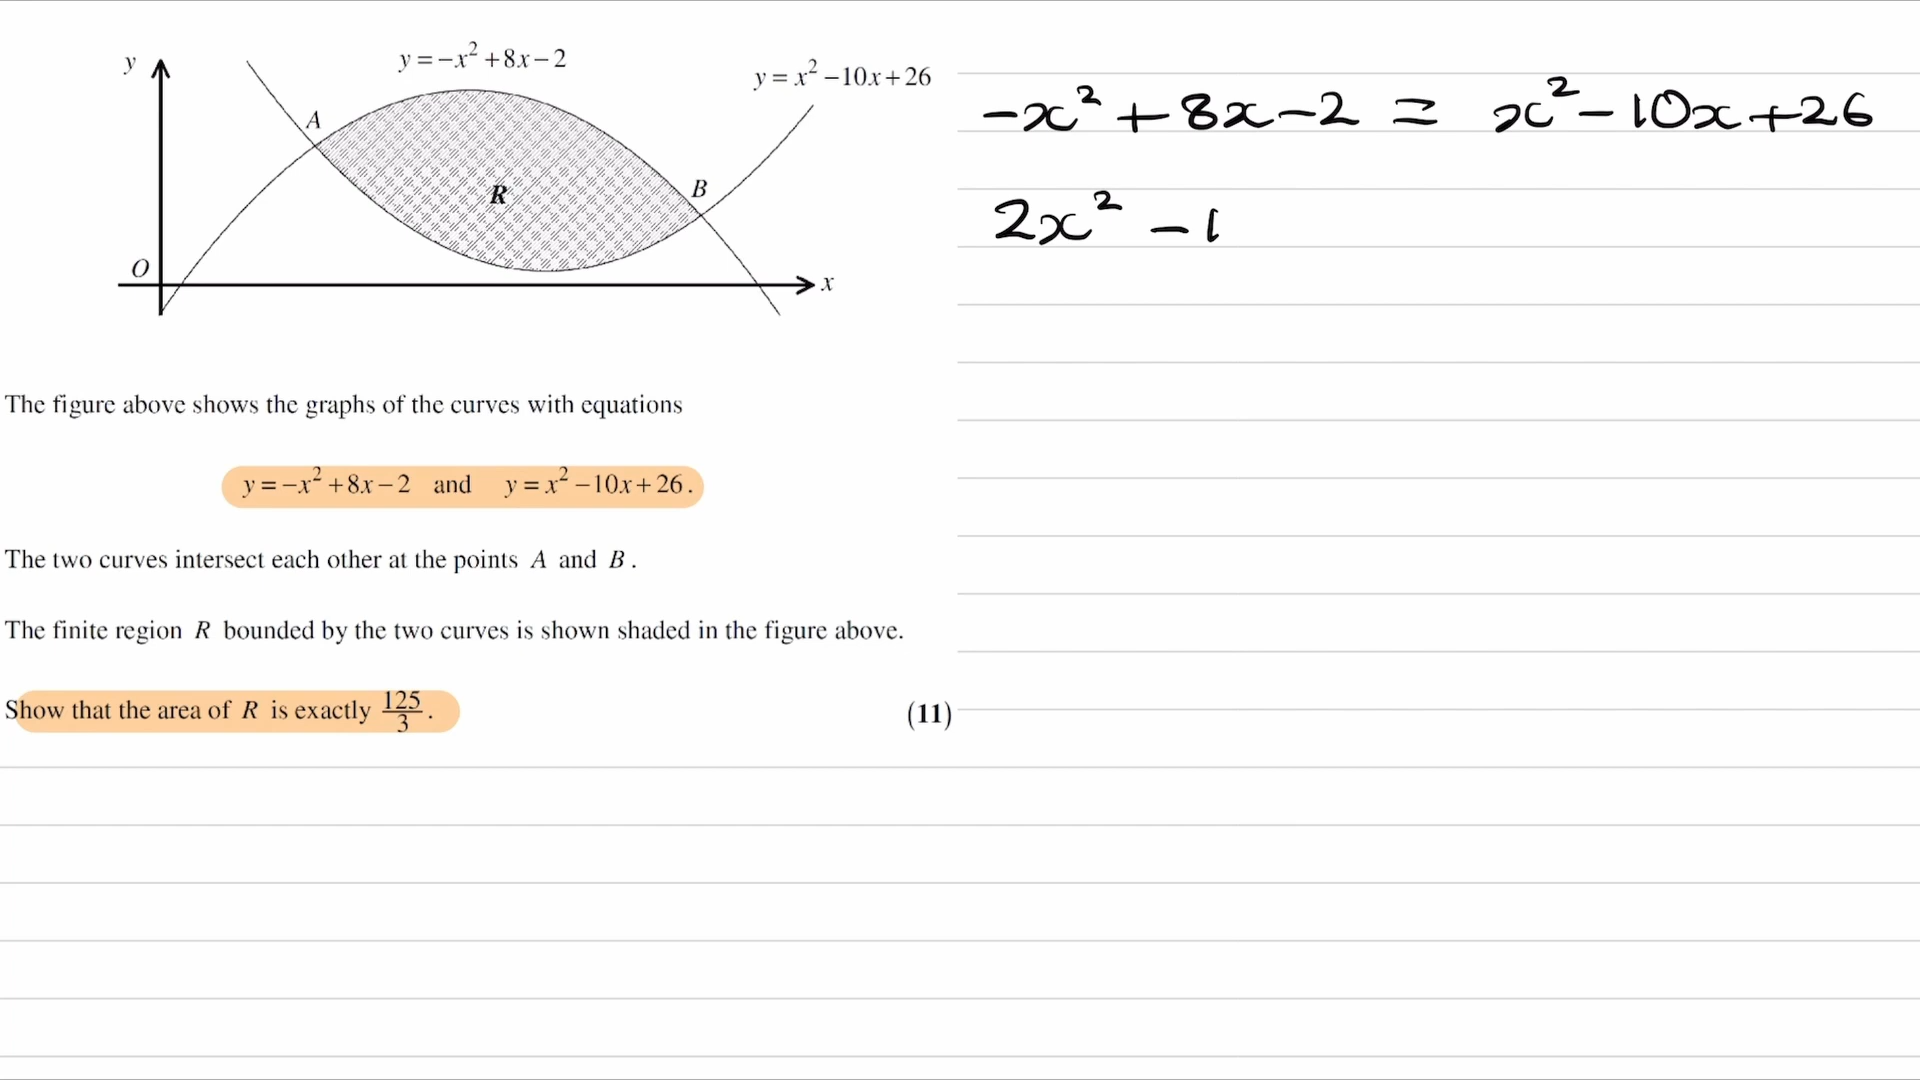 y
y = −x² + 8x − 2
y = x² − 10x + 26
A
B
R
O
x
The figure above shows the graphs of the curves with equations
y = −x² + 8x − 2 and y = x² − 10x + 26.
The two curves intersect each other at the points A and B.
The finite region R bounded by the two curves is shown shaded in the figure above.
Show that the area of R is exactly 125/3.
(11)
−x² + 8x − 2 = x² − 10x + 26
2x² − 1